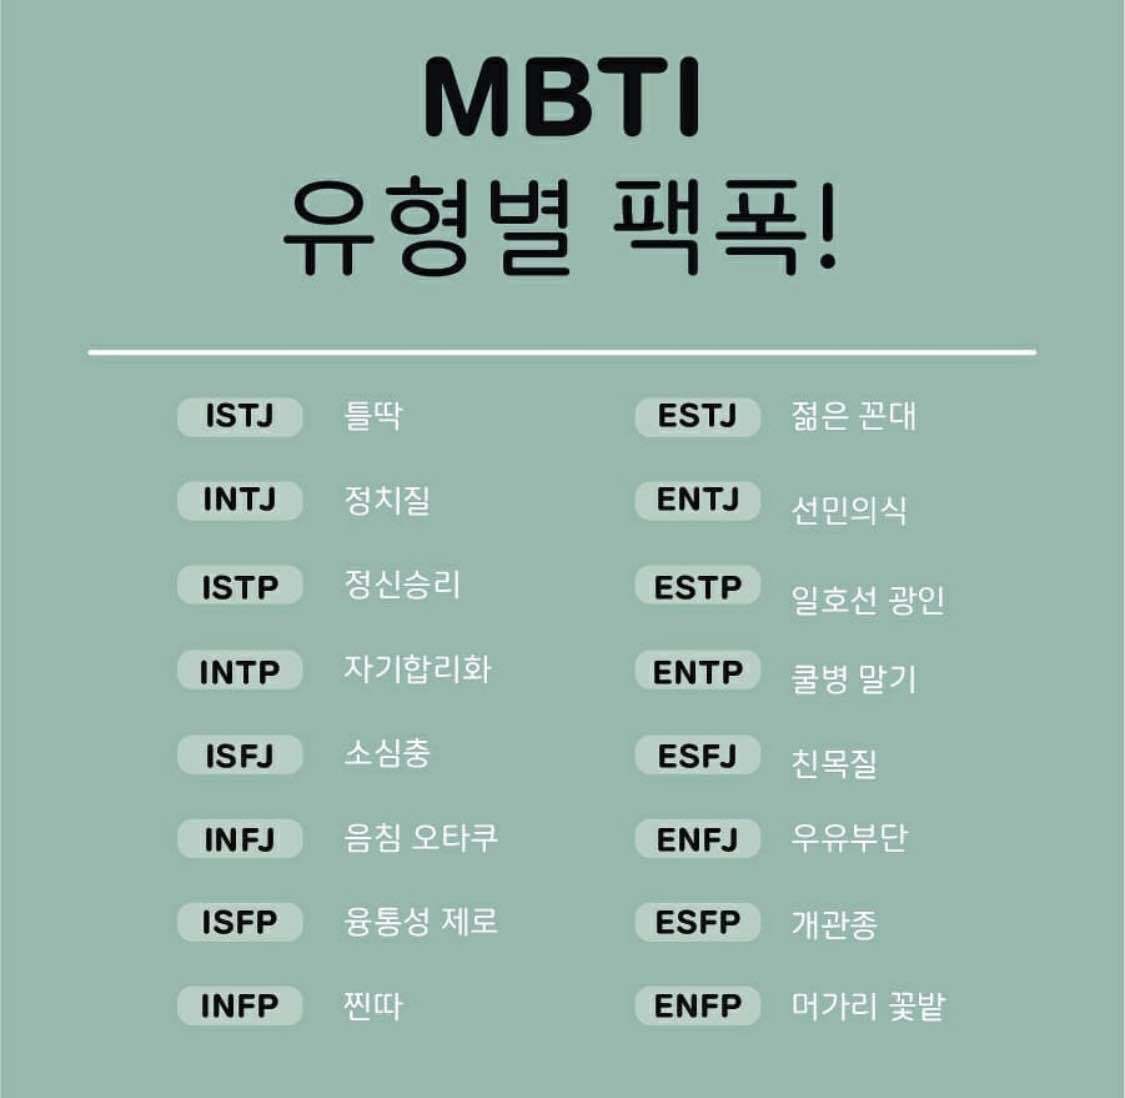 MBTI
유형별 팩폭!
ISTJ 틀딱
INTJ 정치질
ISTP 정신승리
INTP 자기합리화
ISFJ 소심충
INFJ 음침 오타쿠
ISFP 융통성 제로
INFP 찐따
ESTJ 젊은 꼰대
ENTJ 선민의식
ESTP 일호선 광인
ENTP 쿨병 말기
ESFJ 친목질
ENFJ 우유부단
ESFP 개관종
ENFP 머가리 꽃밭